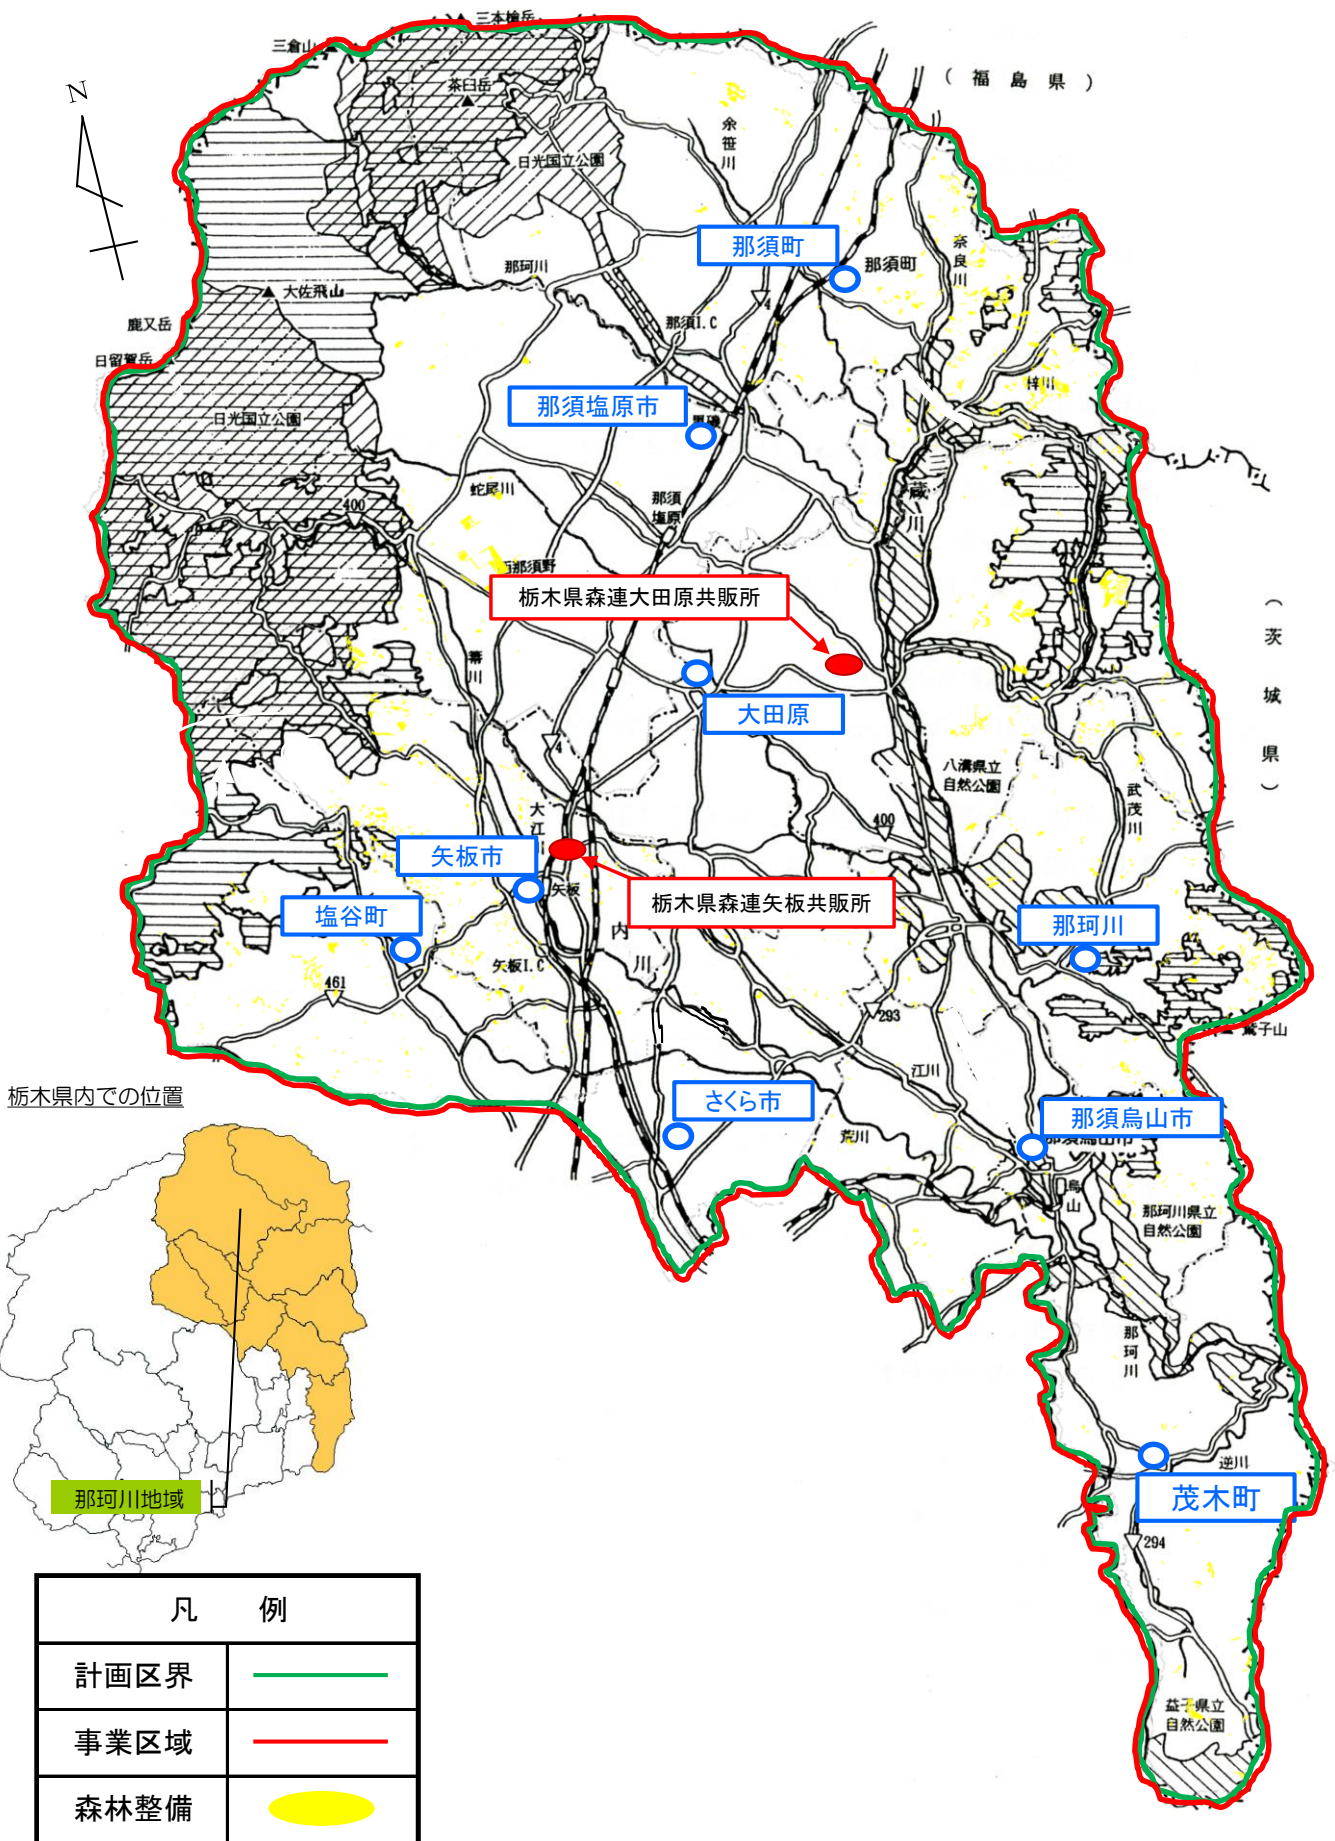 三本槍岳
三倉山
(福島県)
N
茶臼岳
余笹川
日光国立公園
那須町
那須町
奈良川
那珂川
大佐飛山
鹿又岳
那須I.C
4
日留賀岳
梓川
日光国立公園
那須塩原市
黒磯
蛇尾川
那須
塩原
400
西那須野
栃木県森連大田原共販所
(茨城県)
箒川
大田原
4
八溝県立
自然公園
武茂川
大江川
400
矢板市
矢板
栃木県森連矢板共販所
塩谷町
内川
那珂川
矢板I.C
461
293
鷲子山
江川
栃木県内での位置
さくら市
那須烏山市
荒川
那須烏山市
烏山
那珂川県立
自然公園
那珂川
逆川
茂木町
那珂川地域
294
凡例
計画区界
事業区域
森林整備
益子県立
自然公園